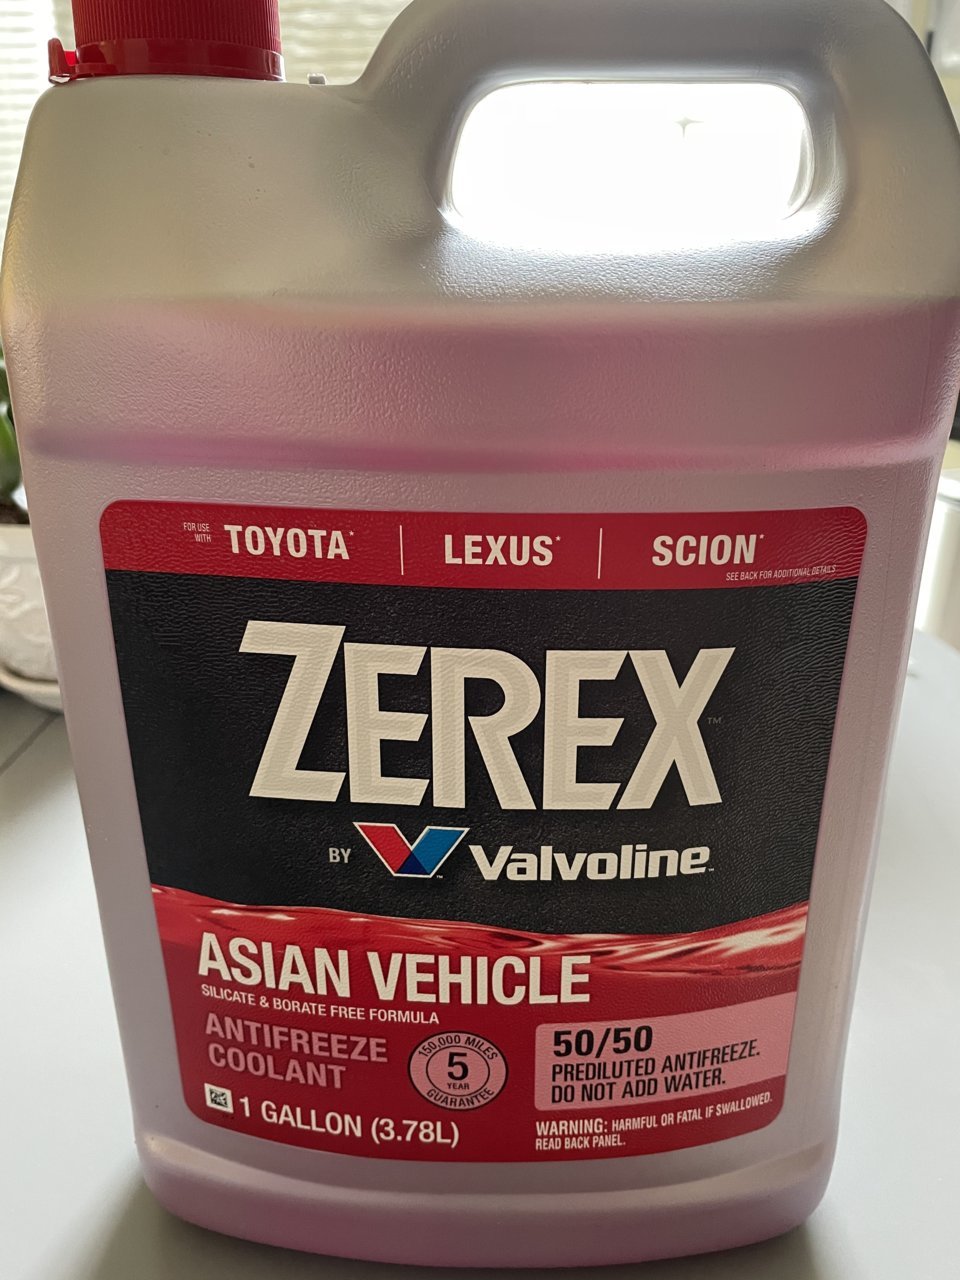 FOR USE WITH TOYOTA* | LEXUS* | SCION*
SEE BACK FOR ADDITIONAL DETAILS
ZEREX™
BY Valvoline™
ASIAN VEHICLE
SILICATE & BORATE FREE FORMULA
ANTIFREEZE
COOLANT
150,000 MILES
5
YEAR
GUARANTEE
50/50
PREDILUTED ANTIFREEZE.
DO NOT ADD WATER.
1 GALLON (3.78L)
WARNING: HARMFUL OR FATAL IF SWALLOWED.
READ BACK PANEL.